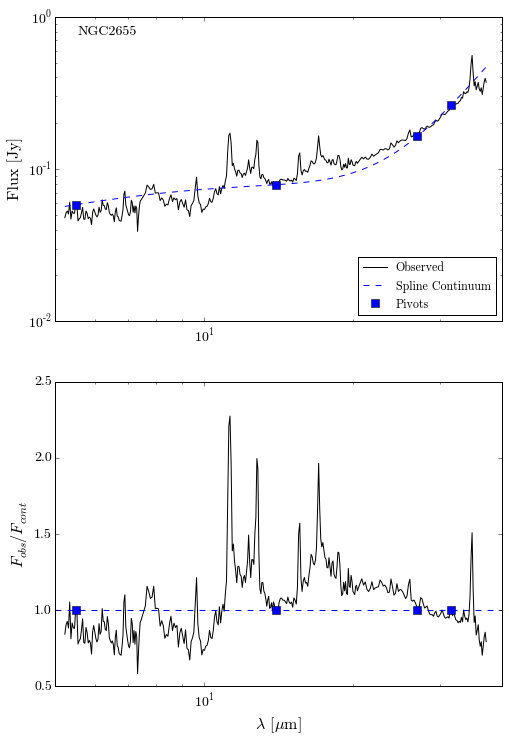 NGC2655
10^0
10^-1
10^-2
Flux [Jy]
Observed
Spline Continuum
Pivots
10^1
2.5
2.0
1.5
1.0
0.5
F_obs/F_cont
10^1
λ [μm]